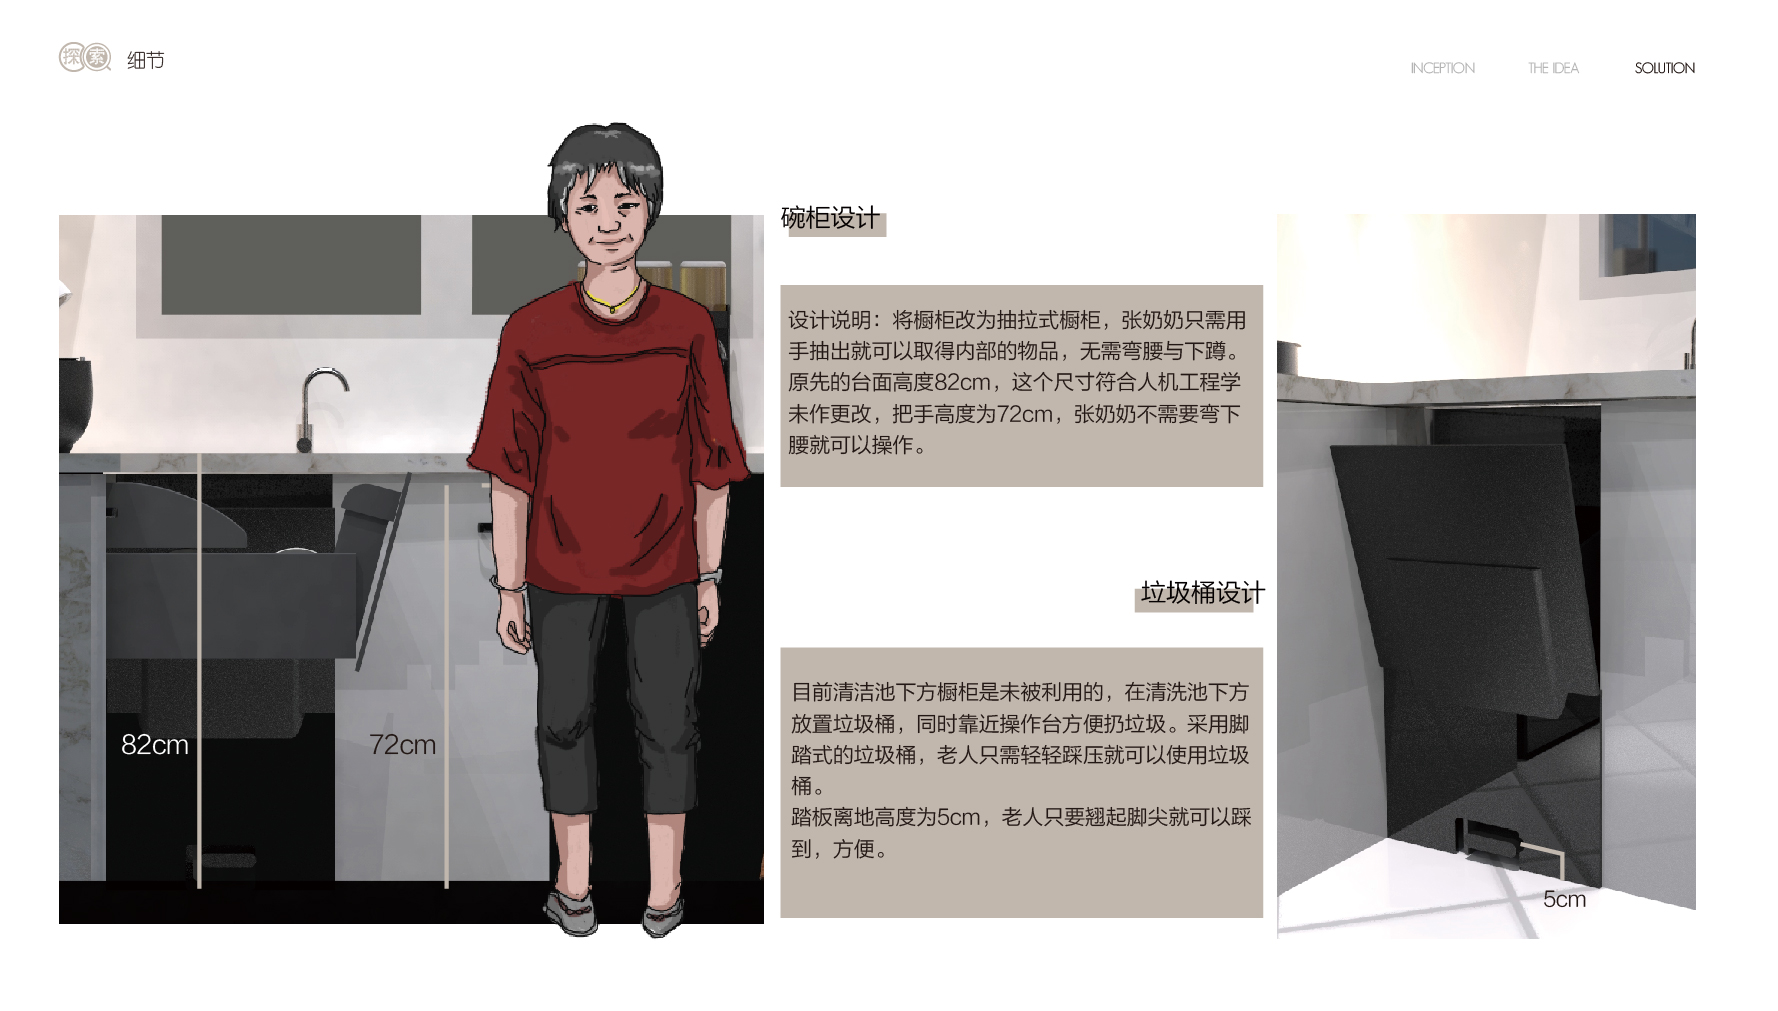 探索 细节
INCEPTION
THE IDEA
SOLUTION
碗柜设计
设计说明：将橱柜改为抽拉式橱柜，张奶奶只需用
手抽出就可以取得内部的物品，无需弯腰与下蹲。
原先的台面高度82cm，这个尺寸符合人机工程学
未作更改，把手高度为72cm，张奶奶不需要弯下
腰就可以操作。
82cm
72cm
垃圾桶设计
目前清洁池下方橱柜是未被利用的，在清洗池下方
放置垃圾桶，同时靠近操作台方便扔垃圾。采用脚
踏式的垃圾桶，老人只需轻轻踩压就可以使用垃圾
桶。
踏板离地高度为5cm，老人只要翘起脚尖就可以踩
到，方便。
5cm